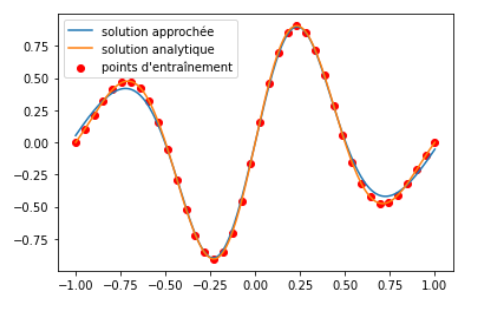 solution approchée
solution analytique
points d'entraînement
0.75
0.50
0.25
0.00
−0.25
−0.50
−0.75
−1.00 −0.75 −0.50 −0.25 0.00 0.25 0.50 0.75 1.00